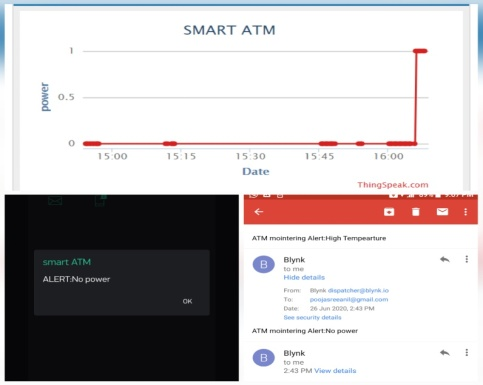 SMART ATM
power
1
0.5
0
15:00 15:15 15:30 15:45 16:00
Date
ThingSpeak.com
smart ATM
ALERT:No power
OK
ATM mointering Alert:High Tempearture
B
Blynk
to me
Hide details
From: Blynk dispatcher@blynk.io
To: poojasreeanil@gmail.com
Date: 26 Jun 2020, 2:43 PM
See security details
ATM mointering Alert:No power
B
Blynk
to me
2:43 PM View details